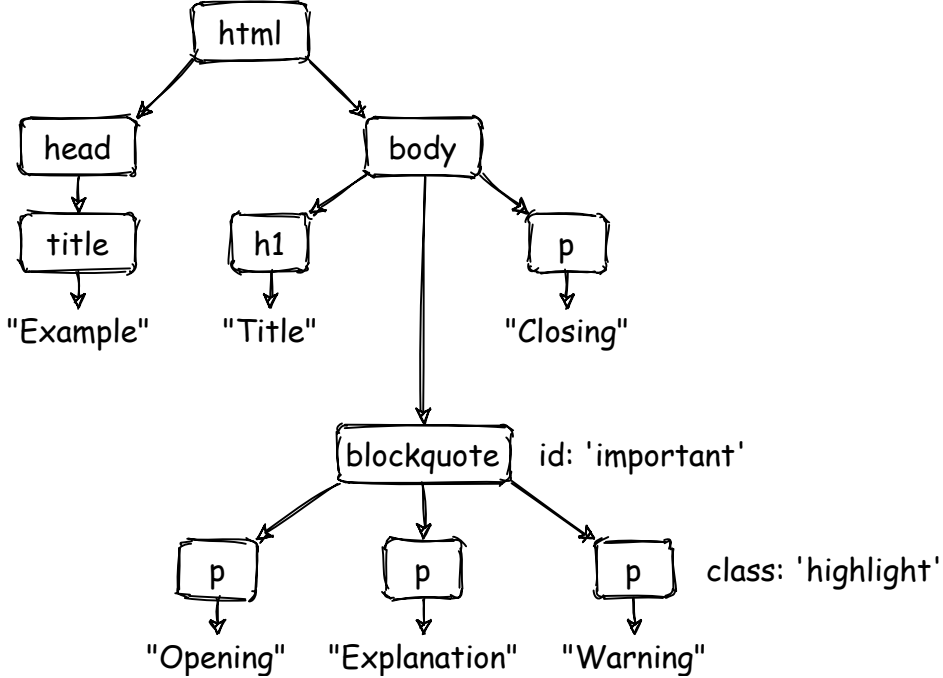 html
head
body
title
h1
p
"Example"
"Title"
"Closing"
blockquote
id: 'important'
p
p
p
class: 'highlight'
"Opening"
"Explanation"
"Warning"